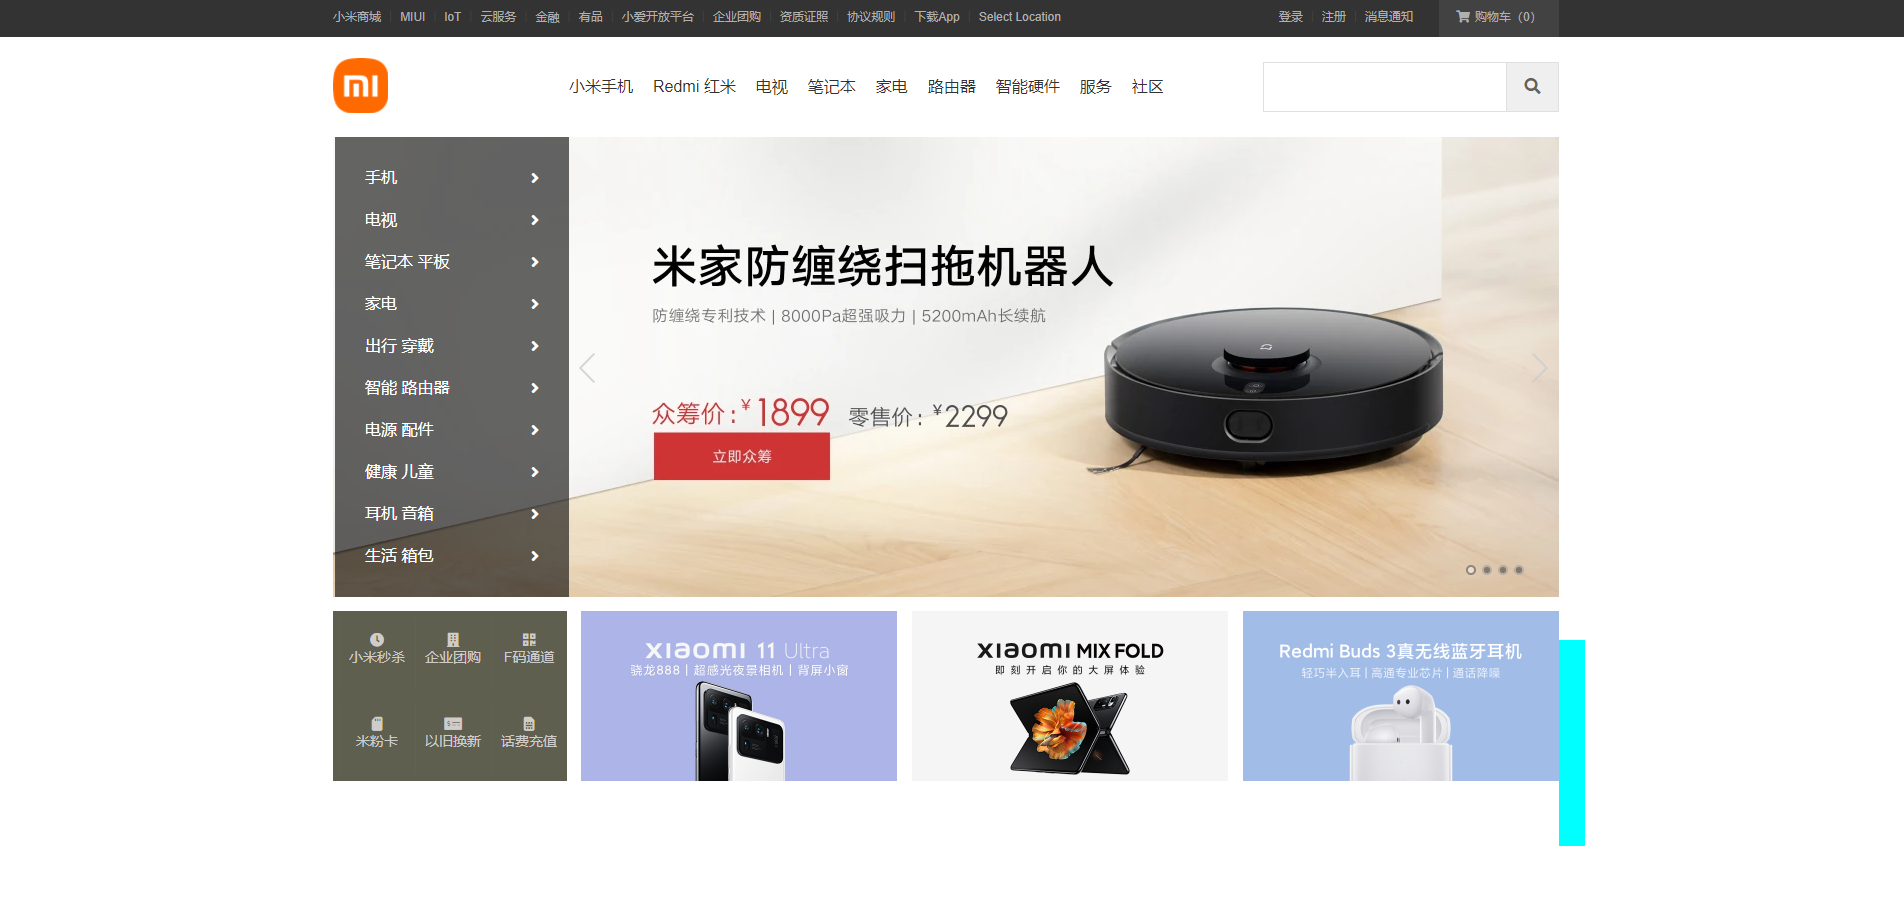 小米商城 MIUI IoT 云服务 金融 有品 小爱开放平台 企业团购 资质证照 协议规则 下载App Select Location 登录 注册 消息通知 购物车（0）
小米手机 Redmi 红米 电视 笔记本 家电 路由器 智能硬件 服务 社区
手机
电视
笔记本 平板
家电
出行 穿戴
智能 路由器
电源 配件
健康 儿童
耳机 音箱
生活 箱包
米家防缠绕扫拖机器人
防缠绕专利技术 | 8000Pa超强吸力 | 5200mAh长续航
众筹价：¥1899 零售价：¥2299
立即众筹
小米秒杀 企业团购 F码通道
米粉卡 以旧换新 话费充值
xiaomi 11 Ultra
骁龙888 | 超感光夜景相机 | 背屏小窗
xiaomi MIX FOLD
即刻开启你的大屏体验
Redmi Buds 3真无线蓝牙耳机
轻巧半入耳 | 高通专业芯片 | 通话降噪